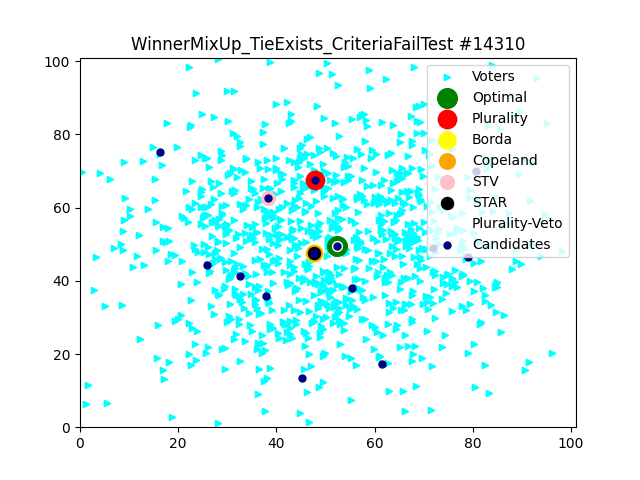 WinnerMixUp_TieExists_CriteriaFailTest #14310
100
80
60
40
20
0
0 20 40 60 80 100
Voters
Optimal
Plurality
Borda
Copeland
STV
STAR
Plurality-Veto
Candidates